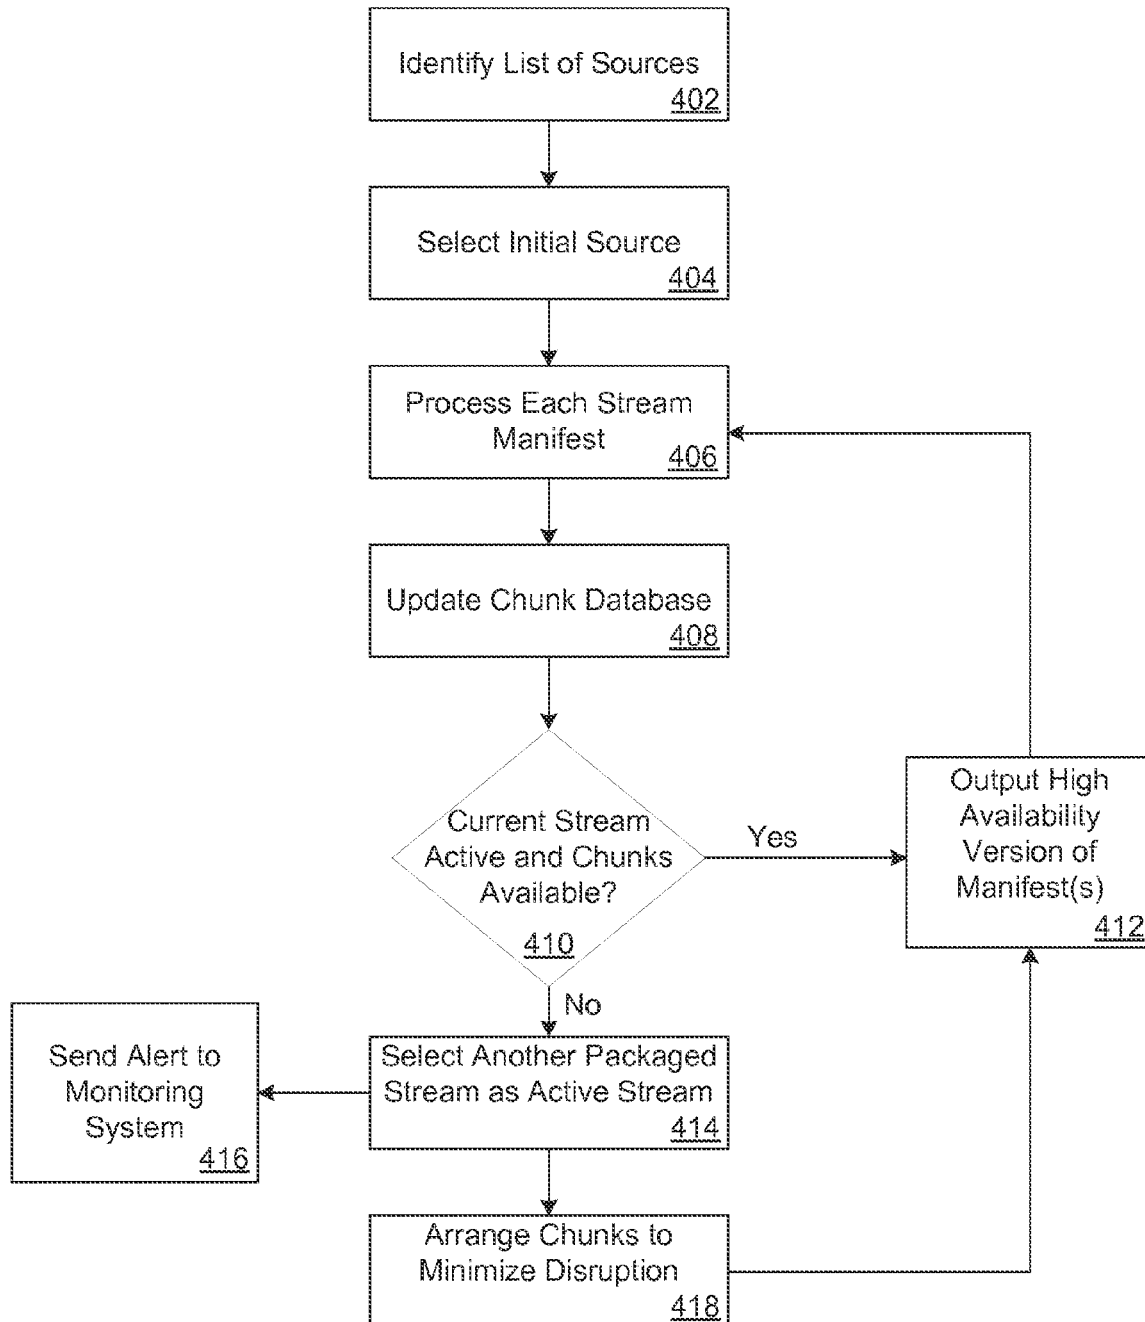 Identify List of Sources
402
Select Initial Source
404
Process Each Stream
Manifest
406
Update Chunk Database
408
Current Stream
Active and Chunks
Available?
410
Yes
Output High
Availability
Version of
Manifest(s)
412
No
Select Another Packaged
Stream as Active Stream
414
Send Alert to
Monitoring
System
416
Arrange Chunks to
Minimize Disruption
418